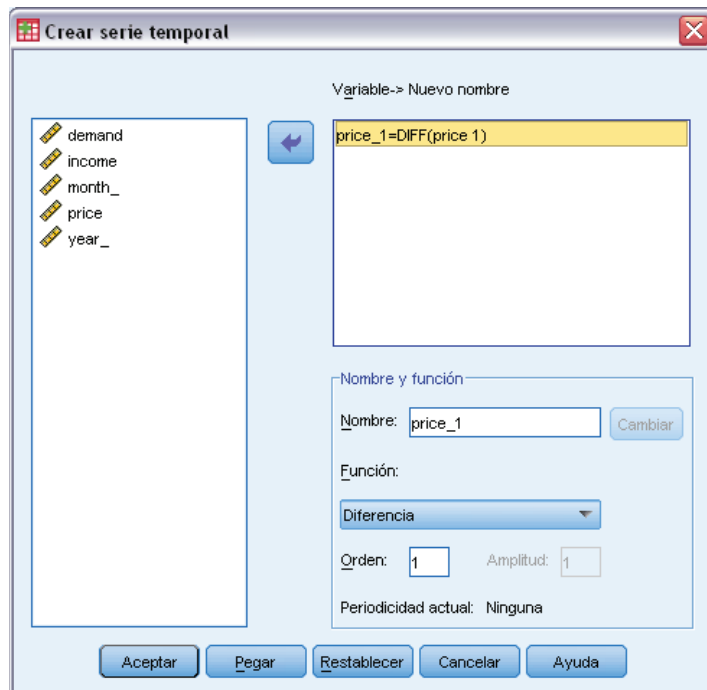 Crear serie temporal
Variable-> Nuevo nombre
demand
income
month_
price
year_
price_1=DIFF(price 1)
Nombre y función
Nombre: price_1 Cambiar
Función:
Diferencia
Orden: 1 Amplitud: 1
Periodicidad actual: Ninguna
Aceptar Pegar Restablecer Cancelar Ayuda